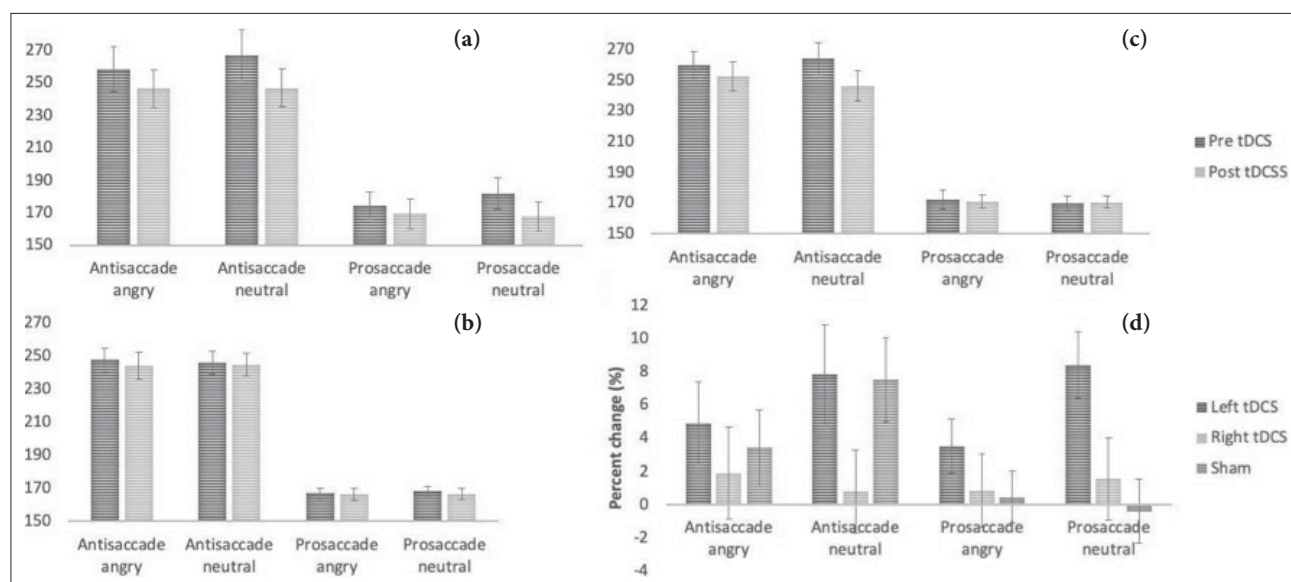 (a)
270
250
230
210
190
170
150
Antisaccade angry
Antisaccade neutral
Prosaccade angry
Prosaccade neutral
(c)
270
250
230
210
190
170
150
Antisaccade angry
Antisaccade neutral
Prosaccade angry
Prosaccade neutral
Pre tDCS
Post tDCSS
(b)
270
250
230
210
190
170
150
Antisaccade angry
Antisaccade neutral
Prosaccade angry
Prosaccade neutral
(d)
Percent change (%)
12
10
8
6
4
2
0
-2
-4
Antisaccade angry
Antisaccade neutral
Prosaccade angry
Prosaccade neutral
Left tDCS
Right tDCS
Sham